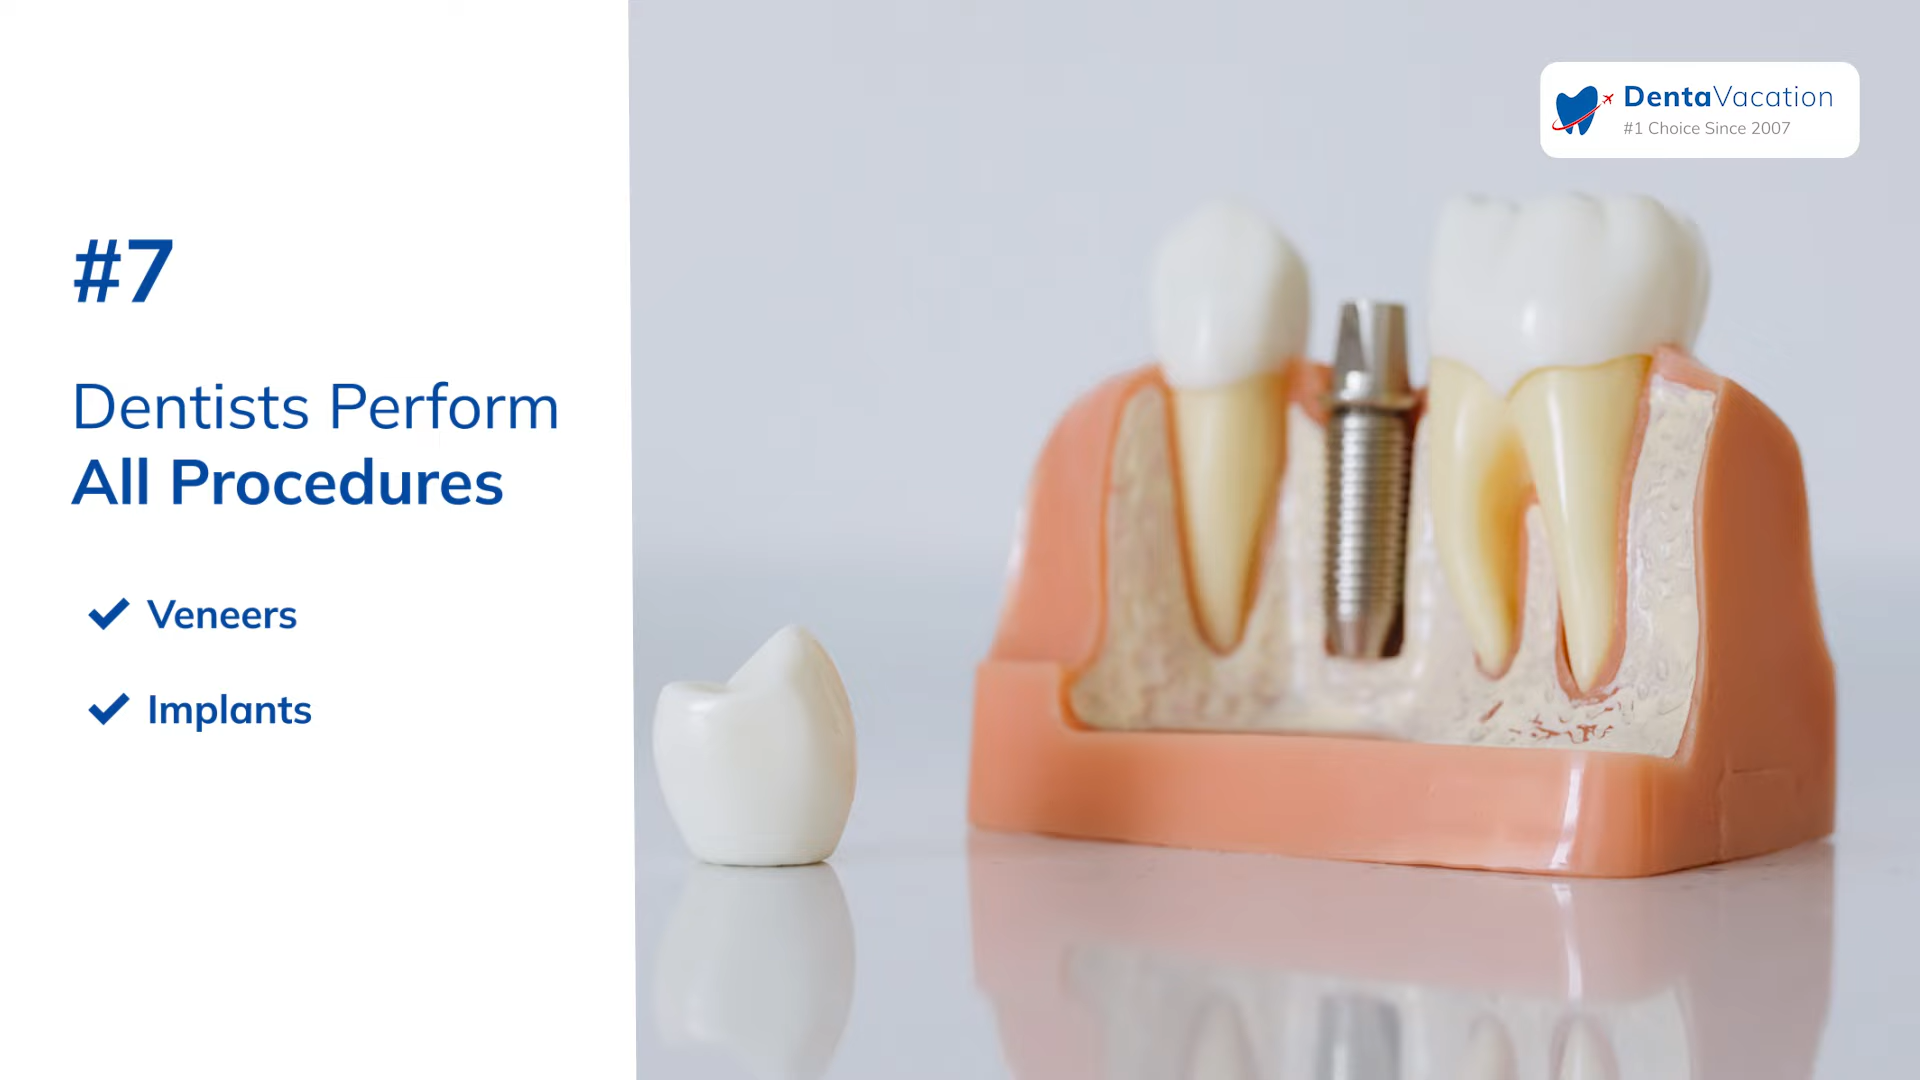 #7
Dentists Perform
All Procedures
Veneers
Implants
DentaVacation
#1 Choice Since 2007